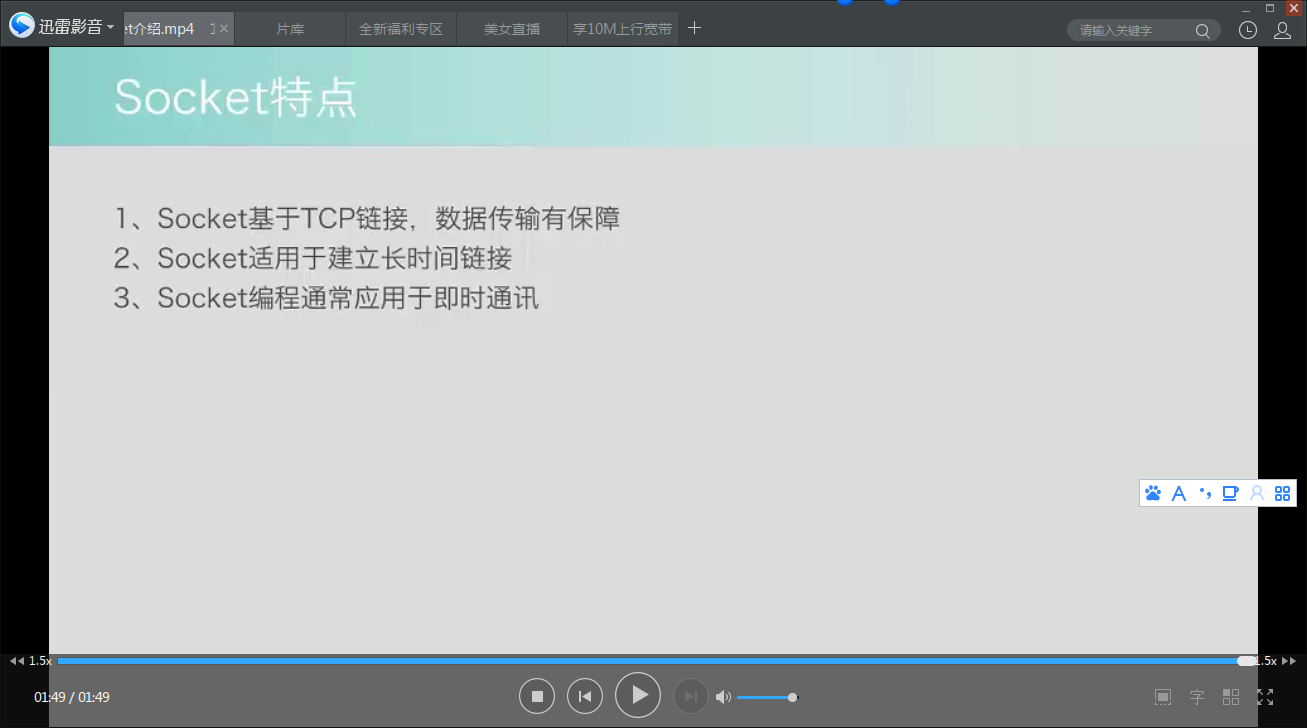 迅雷影音
et介绍.mp4
片库
全新福利专区
美女直播
享10M上行宽带
请输入关键字
Socket特点
1、Socket基于TCP链接，数据传输有保障
2、Socket适用于建立长时间链接
3、Socket编程通常应用于即时通讯
1.5x
1.5x
01:49 / 01:49
字